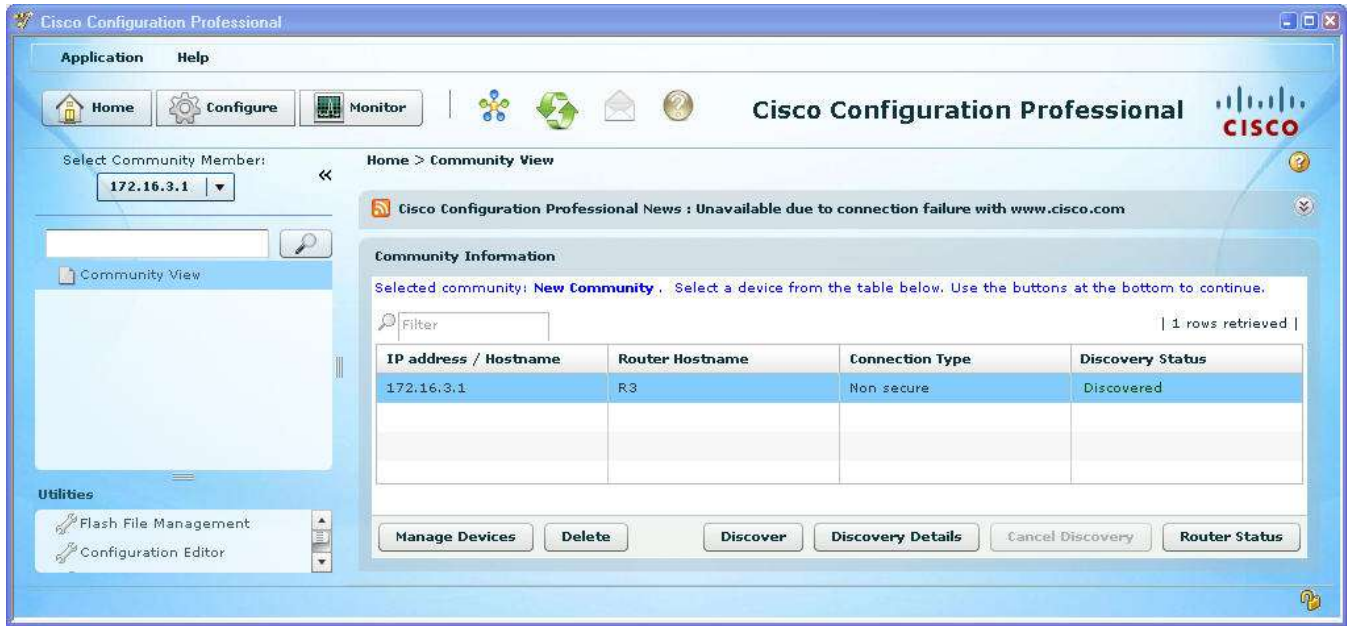 Cisco Configuration Professional
Application Help
Home Configure Monitor
Cisco Configuration Professional
CISCO
Select Community Member:
172.16.3.1
Home > Community View
Cisco Configuration Professional News : Unavailable due to connection failure with www.cisco.com
Community View
Community Information
Selected community: New Community . Select a device from the table below. Use the buttons at the bottom to continue.
Filter
| 1 rows retrieved |
IP address / Hostname Router Hostname Connection Type Discovery Status
172.16.3.1 R3 Non secure Discovered
Utilities
Flash File Management
Configuration Editor
Manage Devices Delete Discover Discovery Details Cancel Discovery Router Status